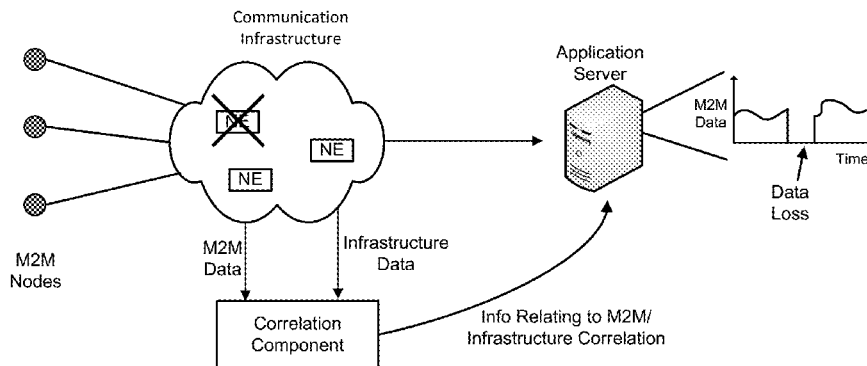 Communication
Infrastructure
Application
Server
M2M
Data
Time
Data
Loss
NE
NE
NE
M2M
Nodes
M2M
Data
Infrastructure
Data
Correlation
Component
Info Relating to M2M/
Infrastructure Correlation